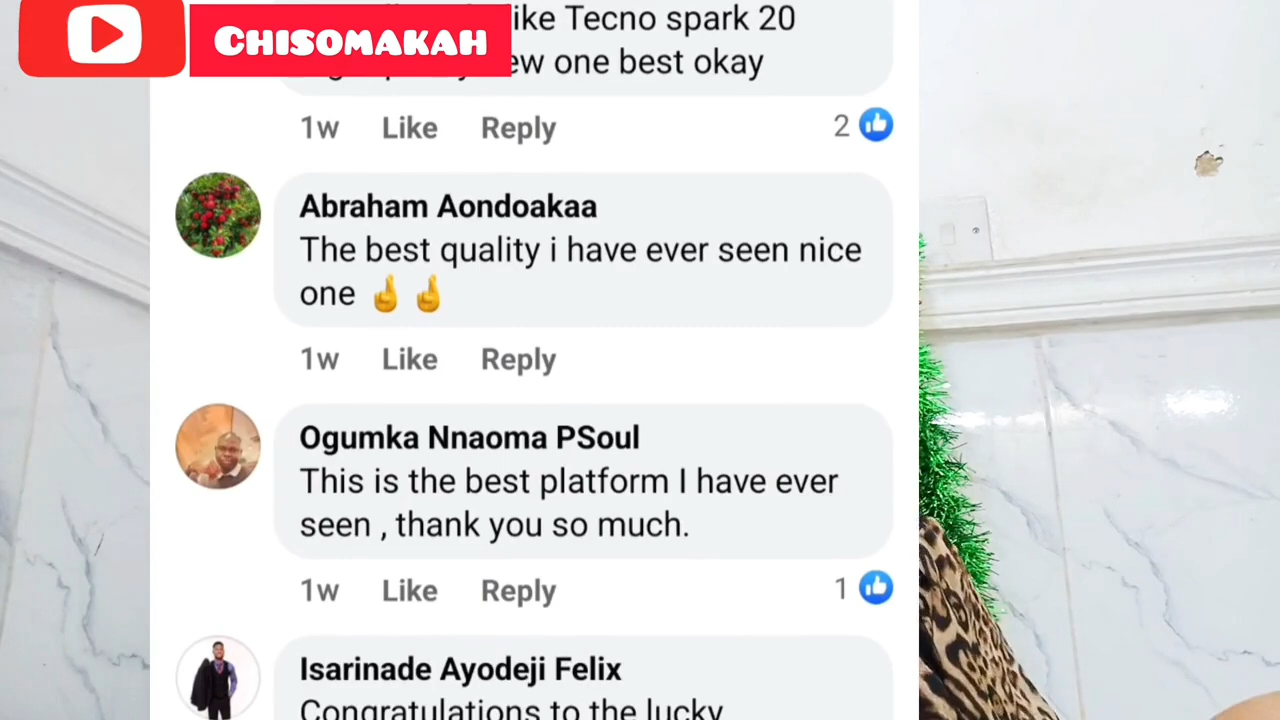 CHISOMAKAH
like Tecno spark 20
new one best okay
1w Like Reply 2
Abraham Aondoakaa
The best quality i have ever seen nice
one 🤞🤞
1w Like Reply
Ogumka Nnaoma PSoul
This is the best platform I have ever
seen , thank you so much.
1w Like Reply 1
Isarinade Ayodeji Felix
Congratulations to the lucky